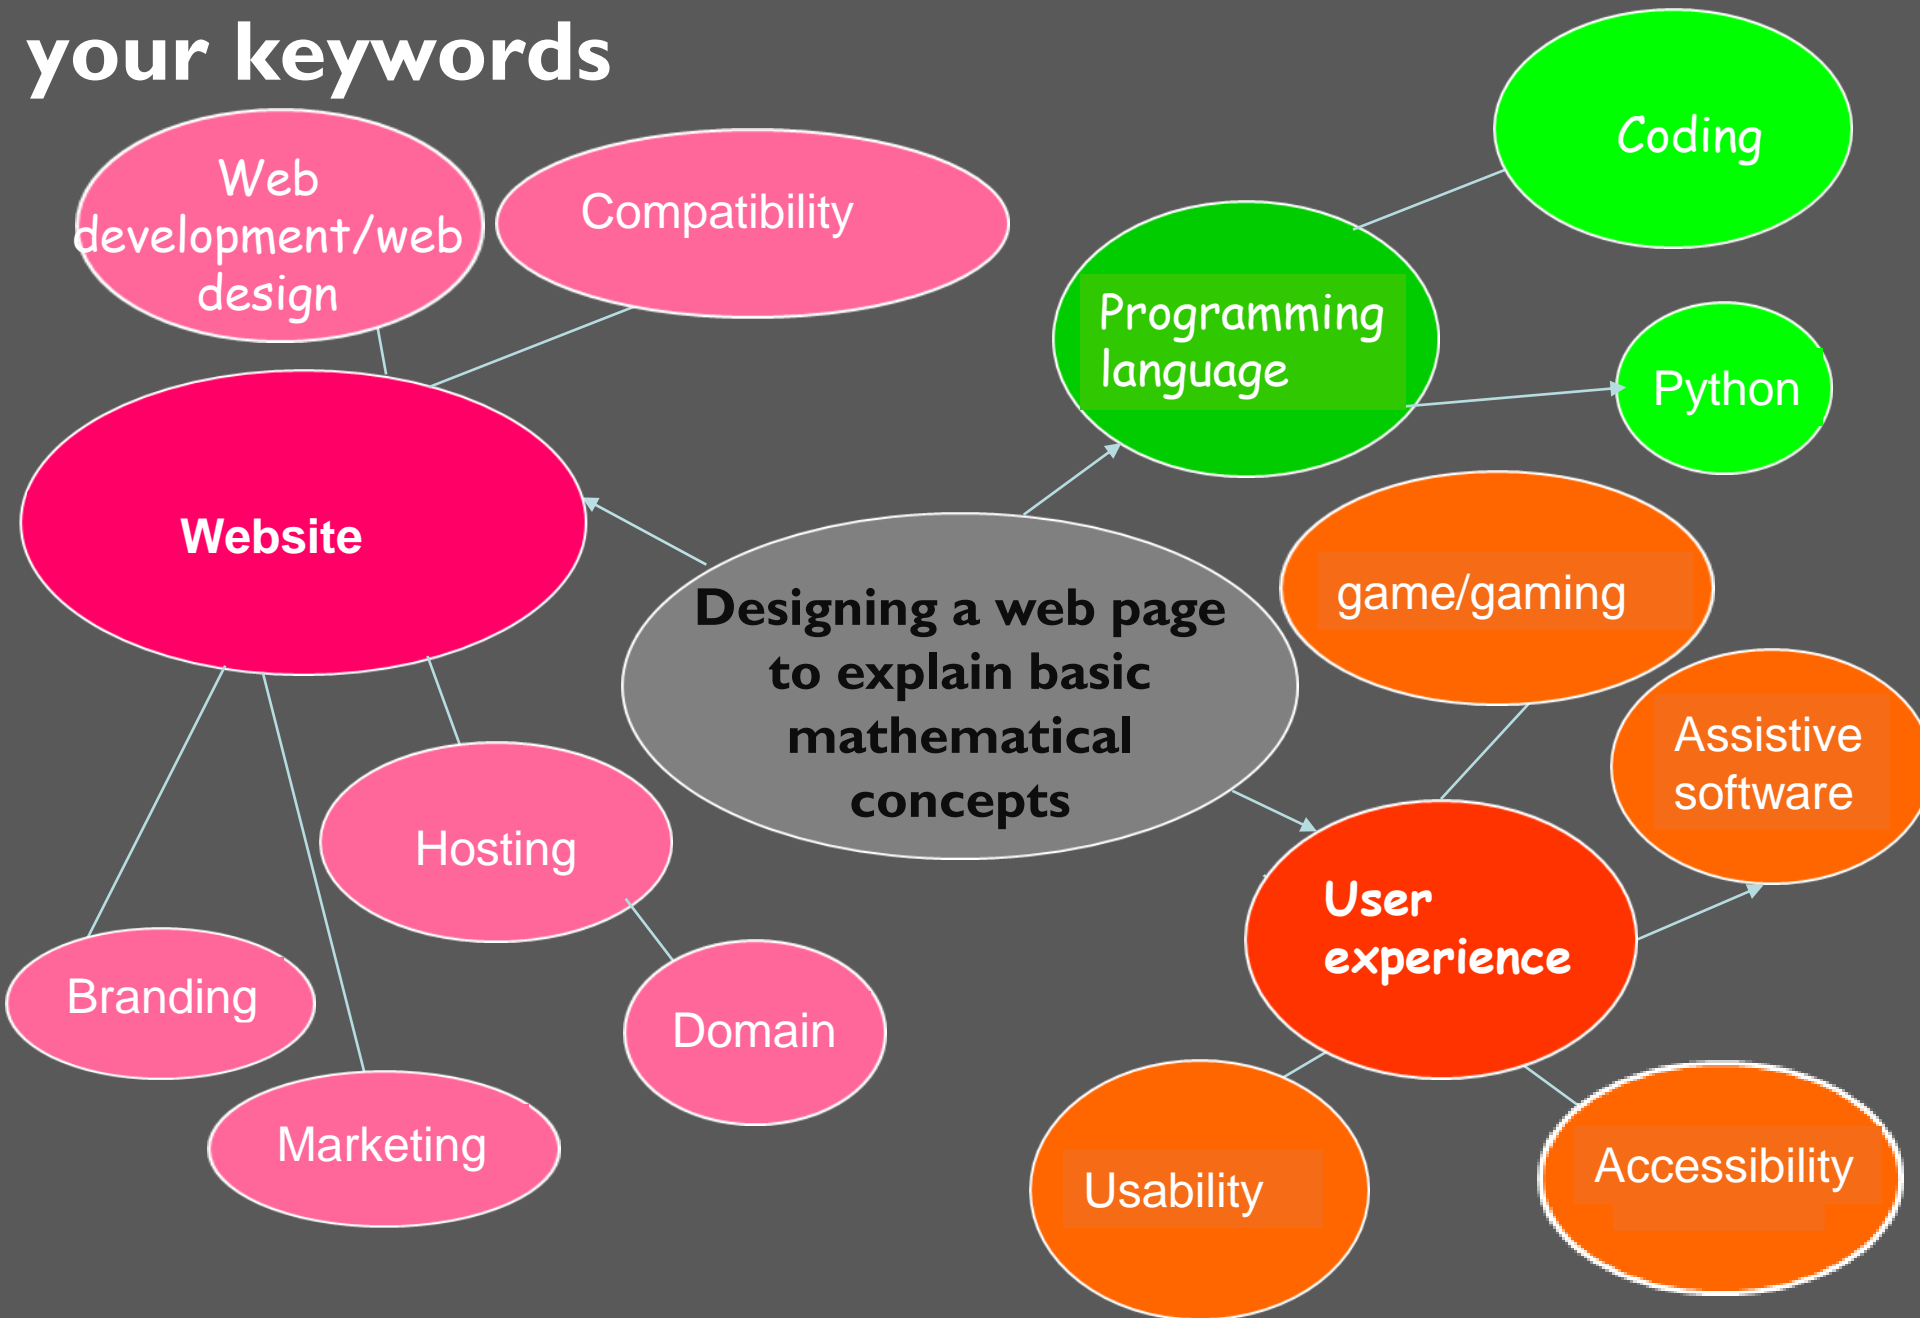 your keywords
Web
development/web
design
Compatibility
Coding
Programming
language
Python
Website
Designing a web page
to explain basic
mathematical
concepts
game/gaming
Assistive
software
Hosting
User
experience
Branding
Domain
Marketing
Usability
Accessibility